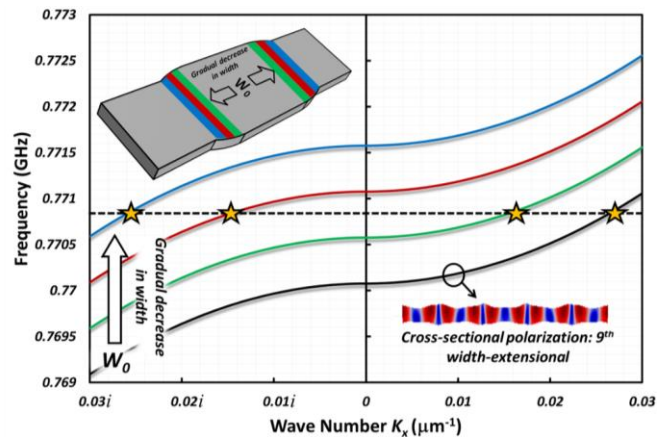 0.773
0.7725
0.772
0.7715
0.771
0.7705
0.77
0.7695
0.769
Frequency (GHz)
Gradual decrease
in width
W0
Gradual decrease
in width
W0
Cross-sectional polarization: 9th
width-extensional
0.03i
0.02i
0.01i
0
0.01
0.02
0.03
Wave Number Kx (µm-1)